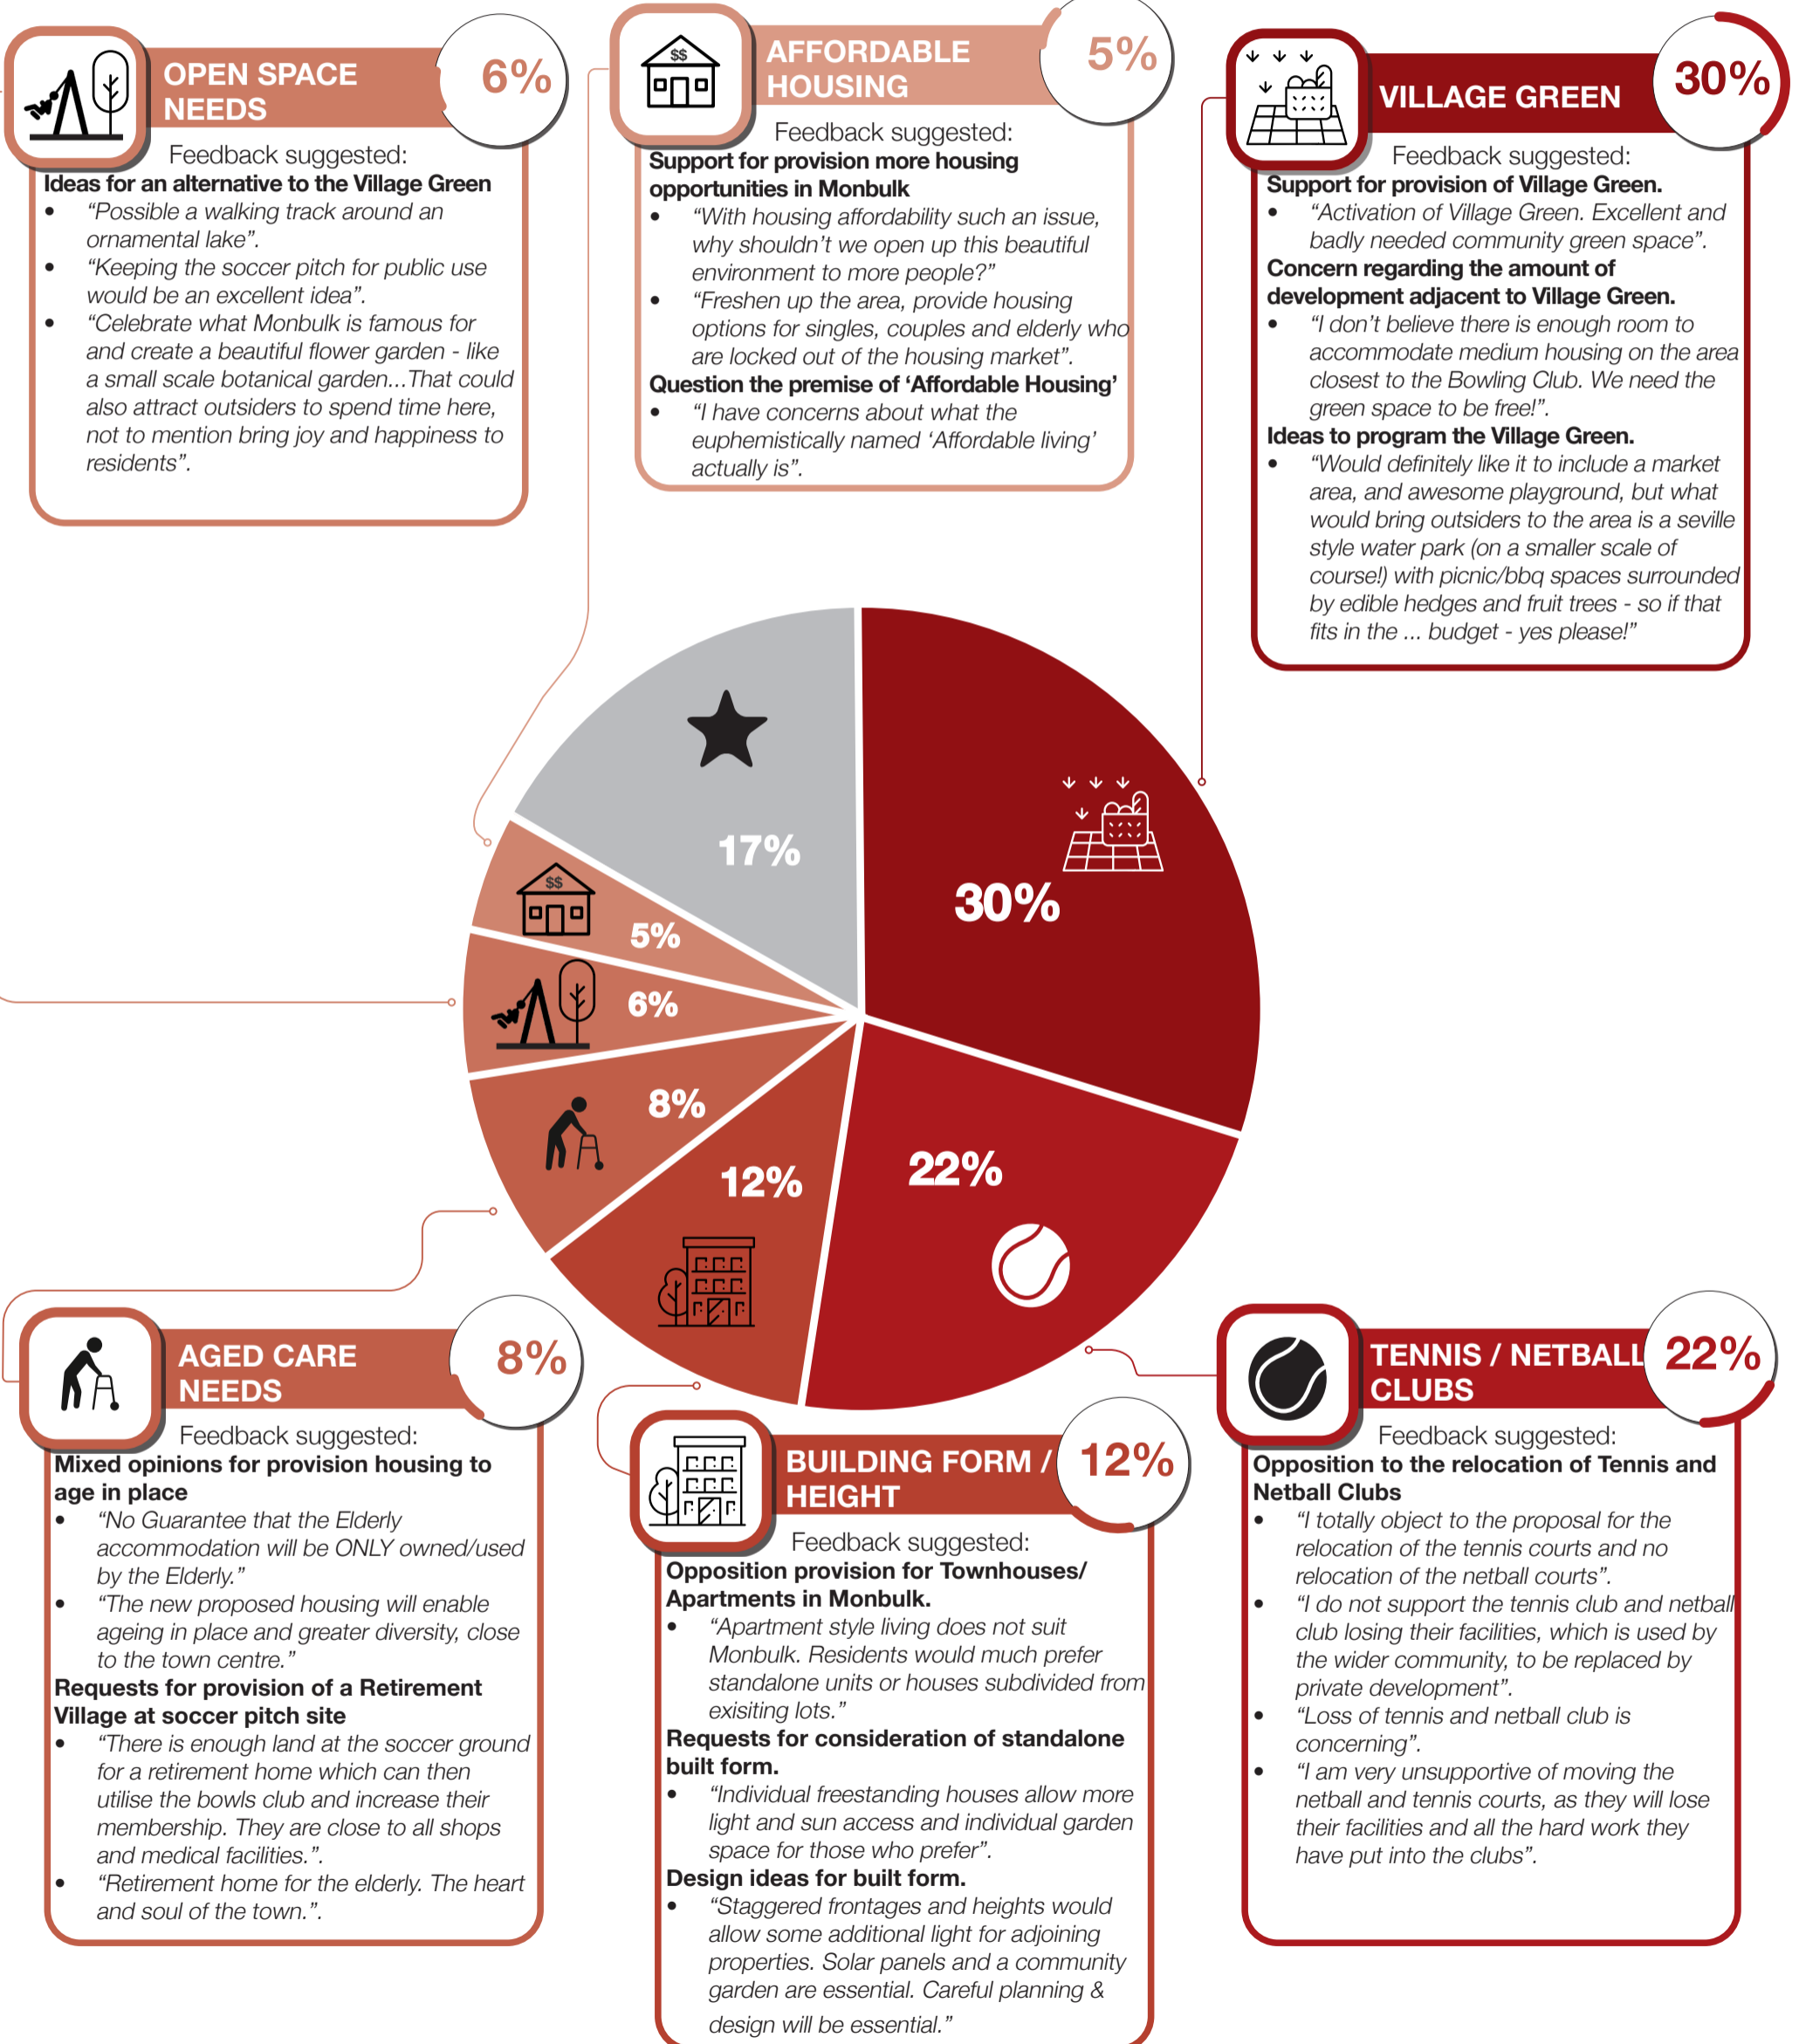 OPEN SPACE
NEEDS
6%
Feedback suggested:
Ideas for an alternative to the Village Green
• “Possible a walking track around an
ornamental lake”.
• “Keeping the soccer pitch for public use
would be an excellent idea”.
• “Celebrate what Monbulk is famous for
and create a beautiful flower garden - like
a small scale botanical garden...That could
also attract outsiders to spend time here,
not to mention bring joy and happiness to
residents”.
$$
AFFORDABLE
HOUSING
5%
Feedback suggested:
Support for provision more housing
opportunities in Monbulk
• “With housing affordability such an issue,
why shouldn’t we open up this beautiful
environment to more people?”
• “Freshen up the area, provide housing
options for singles, couples and elderly who
are locked out of the housing market”.
Question the premise of ‘Affordable Housing’
• “I have concerns about what the
euphemistically named ‘Affordable living’
actually is”.
VILLAGE GREEN
30%
Feedback suggested:
Support for provision of Village Green.
• “Activation of Village Green. Excellent and
badly needed community green space”.
Concern regarding the amount of
development adjacent to Village Green.
• “I don’t believe there is enough room to
accommodate medium housing on the area
closest to the Bowling Club. We need the
green space to be free!”.
Ideas to program the Village Green.
• “Would definitely like it to include a market
area, and awesome playground, but what
would bring outsiders to the area is a seville
style water park (on a smaller scale of
course!) with picnic/bbq spaces surrounded
by edible hedges and fruit trees - so if that
fits in the ... budget - yes please!”
17%
30%
$$
5%
6%
8%
12%
22%
AGED CARE
NEEDS
8%
Feedback suggested:
Mixed opinions for provision housing to
age in place
• “No Guarantee that the Elderly
accommodation will be ONLY owned/used
by the Elderly.”
• “The new proposed housing will enable
ageing in place and greater diversity, close
to the town centre.”
Requests for provision of a Retirement
Village at soccer pitch site
• “There is enough land at the soccer ground
for a retirement home which can then
utilise the bowls club and increase their
membership. They are close to all shops
and medical facilities.”.
• “Retirement home for the elderly. The heart
and soul of the town.”.
BUILDING FORM /
HEIGHT
12%
Feedback suggested:
Opposition provision for Townhouses/
Apartments in Monbulk.
• “Apartment style living does not suit
Monbulk. Residents would much prefer
standalone units or houses subdivided from
exisiting lots.”
Requests for consideration of standalone
built form.
• “Individual freestanding houses allow more
light and sun access and individual garden
space for those who prefer”.
Design ideas for built form.
• “Staggered frontages and heights would
allow some additional light for adjoining
properties. Solar panels and a community
garden are essential. Careful planning &
design will be essential.”
TENNIS / NETBALL
CLUBS
22%
Feedback suggested:
Opposition to the relocation of Tennis and
Netball Clubs
• “I totally object to the proposal for the
relocation of the tennis courts and no
relocation of the netball courts”.
• “I do not support the tennis club and netball
club losing their facilities, which is used by
the wider community, to be replaced by
private development”.
• “Loss of tennis and netball club is
concerning”.
• “I am very unsupportive of moving the
netball and tennis courts, as they will lose
their facilities and all the hard work they
have put into the clubs”.